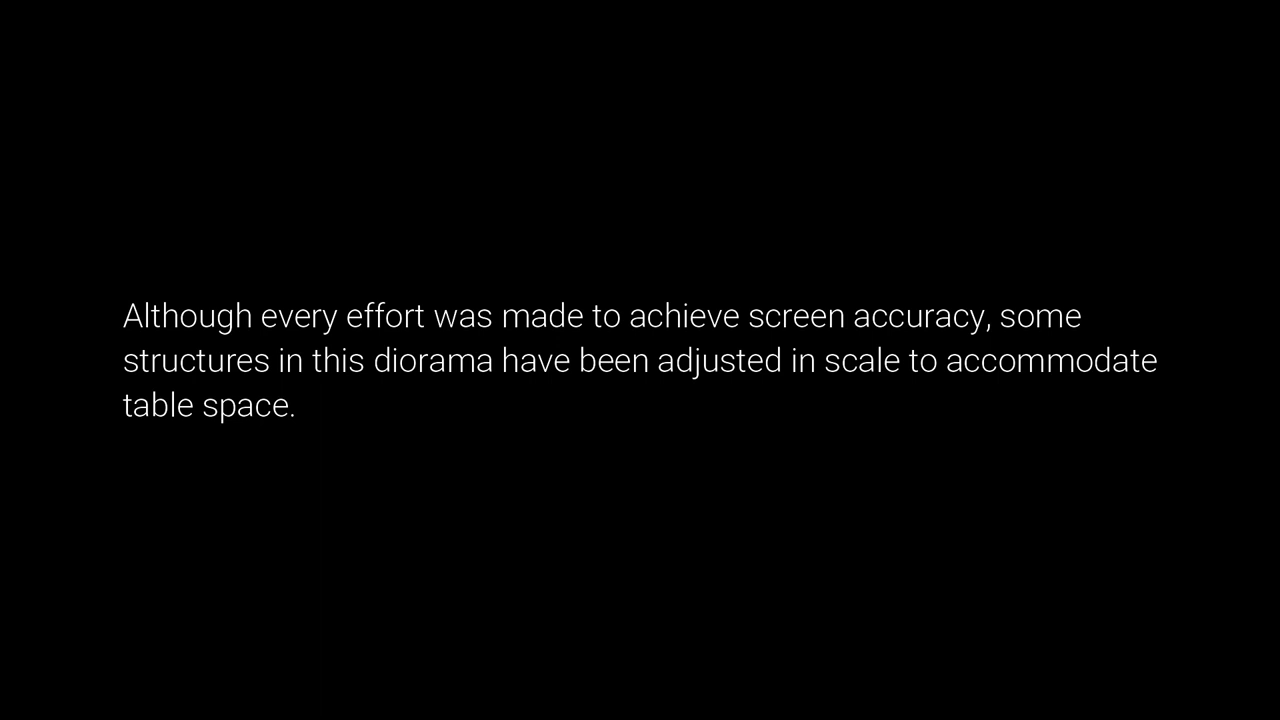 Although every effort was made to achieve screen accuracy, some
structures in this diorama have been adjusted in scale to accommodate
table space.